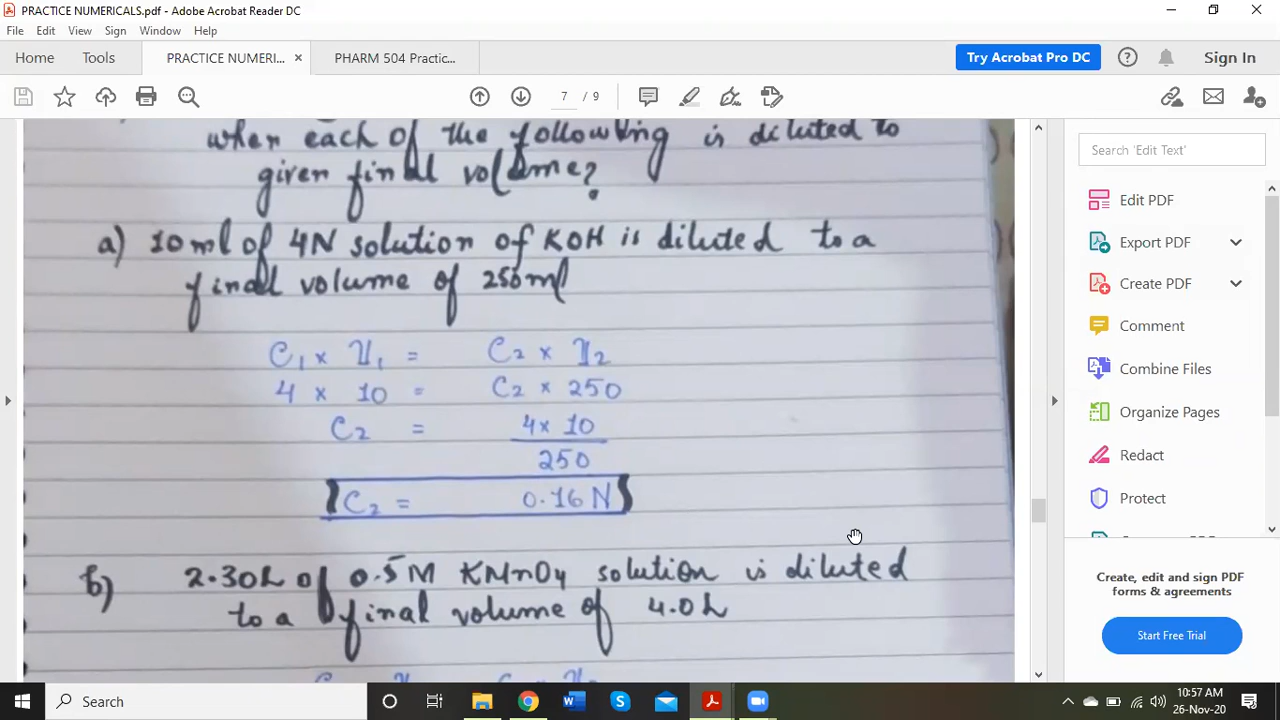 PRACTICE NUMERICALS.pdf - Adobe Acrobat Reader DC
File Edit View Sign Window Help
Home Tools PRACTICE NUMERI... × PHARM 504 Practic... Try Acrobat Pro DC Sign In
7 / 9
when each of the following is diluted to
given final volume?
a) 10ml of 4N solution of KOH is diluted to a
final volume of 250ml
C₁ × V₁ = C₂ × V₂
4 × 10 = C₂ × 250
C₂ = 4 × 10
250
C₂ = 0.16 N
b) 2.30L of 0.5M KMnO4 solution is diluted
to a final volume of 4.0L
Search 'Edit Text'
Edit PDF
Export PDF
Create PDF
Comment
Combine Files
Organize Pages
Redact
Protect
Create, edit and sign PDF
forms & agreements
Start Free Trial
Search
10:57 AM
26-Nov-20